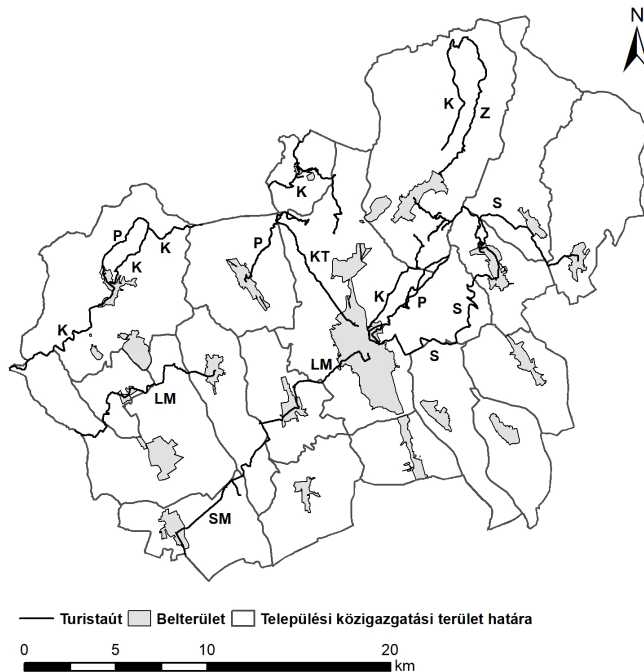 N
K
Z
K
S
P
K
K
P
KT
K
P
S
S
K
LM
LM
SM
Turistaút Belterület Települési közigazgatási terület határa
0 5 10 20
km